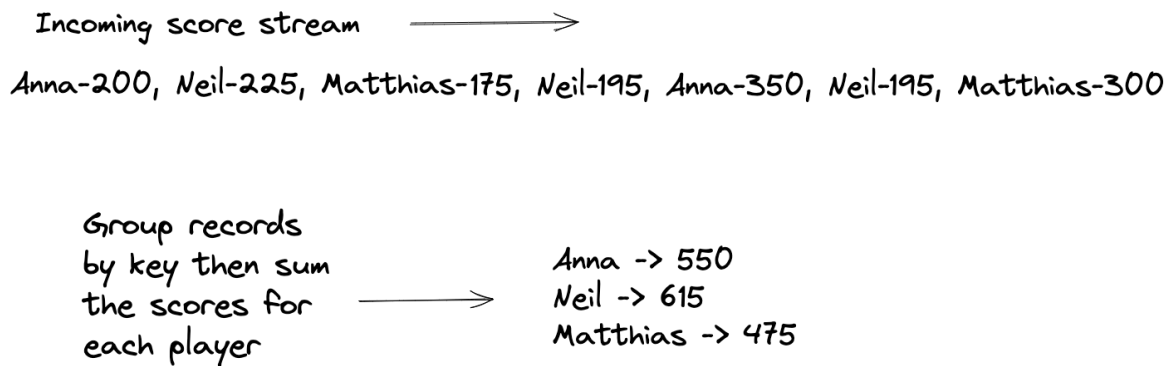 Incoming score stream
Anna-200, Neil-225, Matthias-175, Neil-195, Anna-350, Neil-195, Matthias-300
Group records
by key then sum
the scores for
each player
Anna -> 550
Neil -> 615
Matthias -> 475